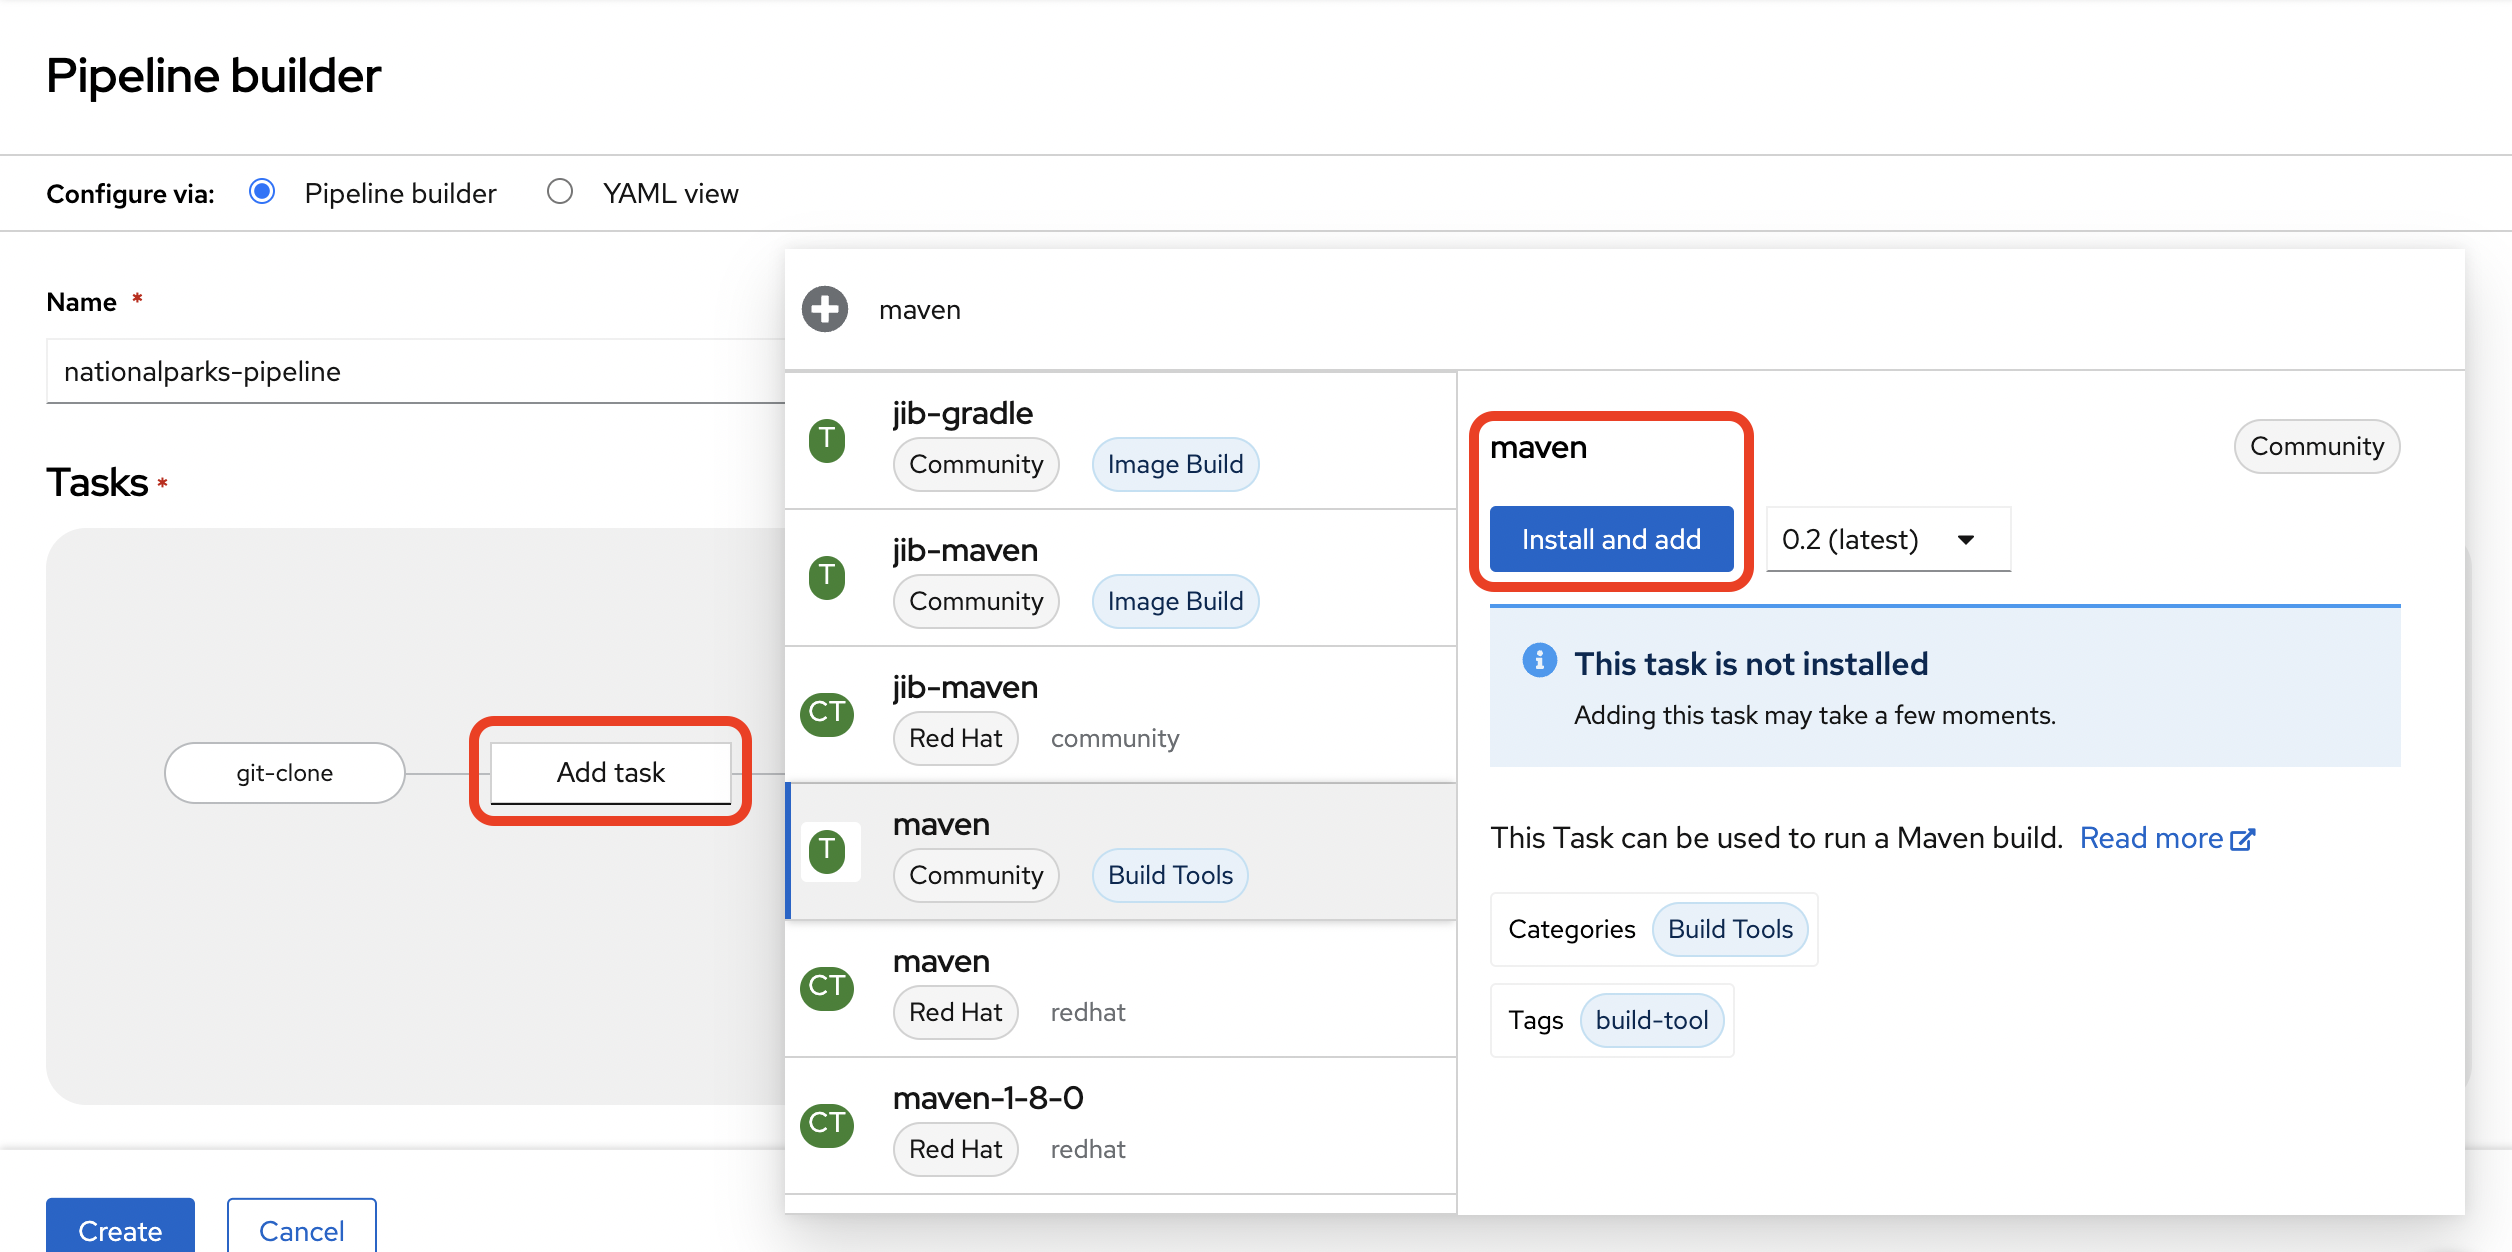 Pipeline builder
Configure via: Pipeline builder YAML view
Name *
nationalparks-pipeline
Tasks *
git-clone
Add task
Create Cancel
maven
T jib-gradle
Community Image Build
T jib-maven
Community Image Build
CT jib-maven
Red Hat community
T maven
Community Build Tools
CT maven
Red Hat redhat
CT maven-1-8-0
Red Hat redhat
maven Community
Install and add 0.2 (latest)
This task is not installed
Adding this task may take a few moments.
This Task can be used to run a Maven build. Read more
Categories Build Tools
Tags build-tool